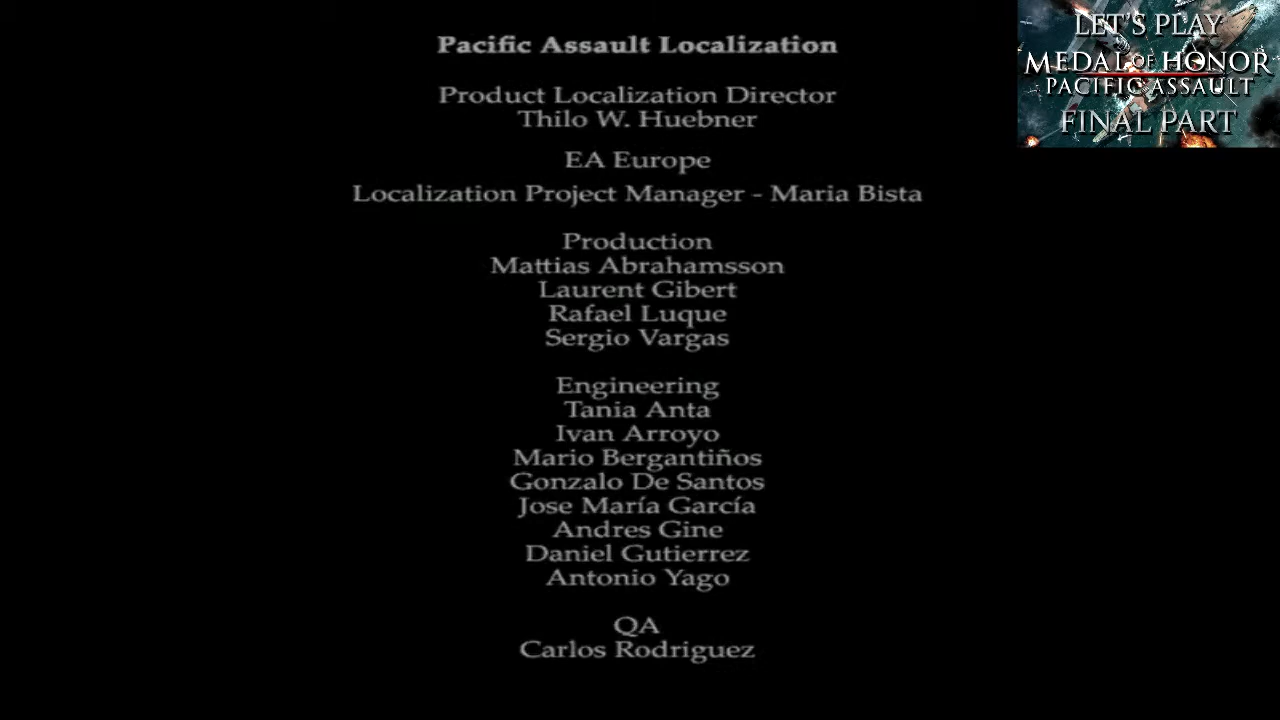 Pacific Assault Localization
Product Localization Director
Thilo W. Huebner
EA Europe
Localization Project Manager - Maria Bista
Production
Mattias Abrahamsson
Laurent Gibert
Rafael Luque
Sergio Vargas
Engineering
Tania Anta
Ivan Arroyo
Mario Bergantiños
Gonzalo De Santos
Jose María García
Andres Gine
Daniel Gutierrez
Antonio Yago
QA
Carlos Rodriguez
LET'S PLAY
MEDAL OF HONOR
PACIFIC ASSAULT
FINAL PART